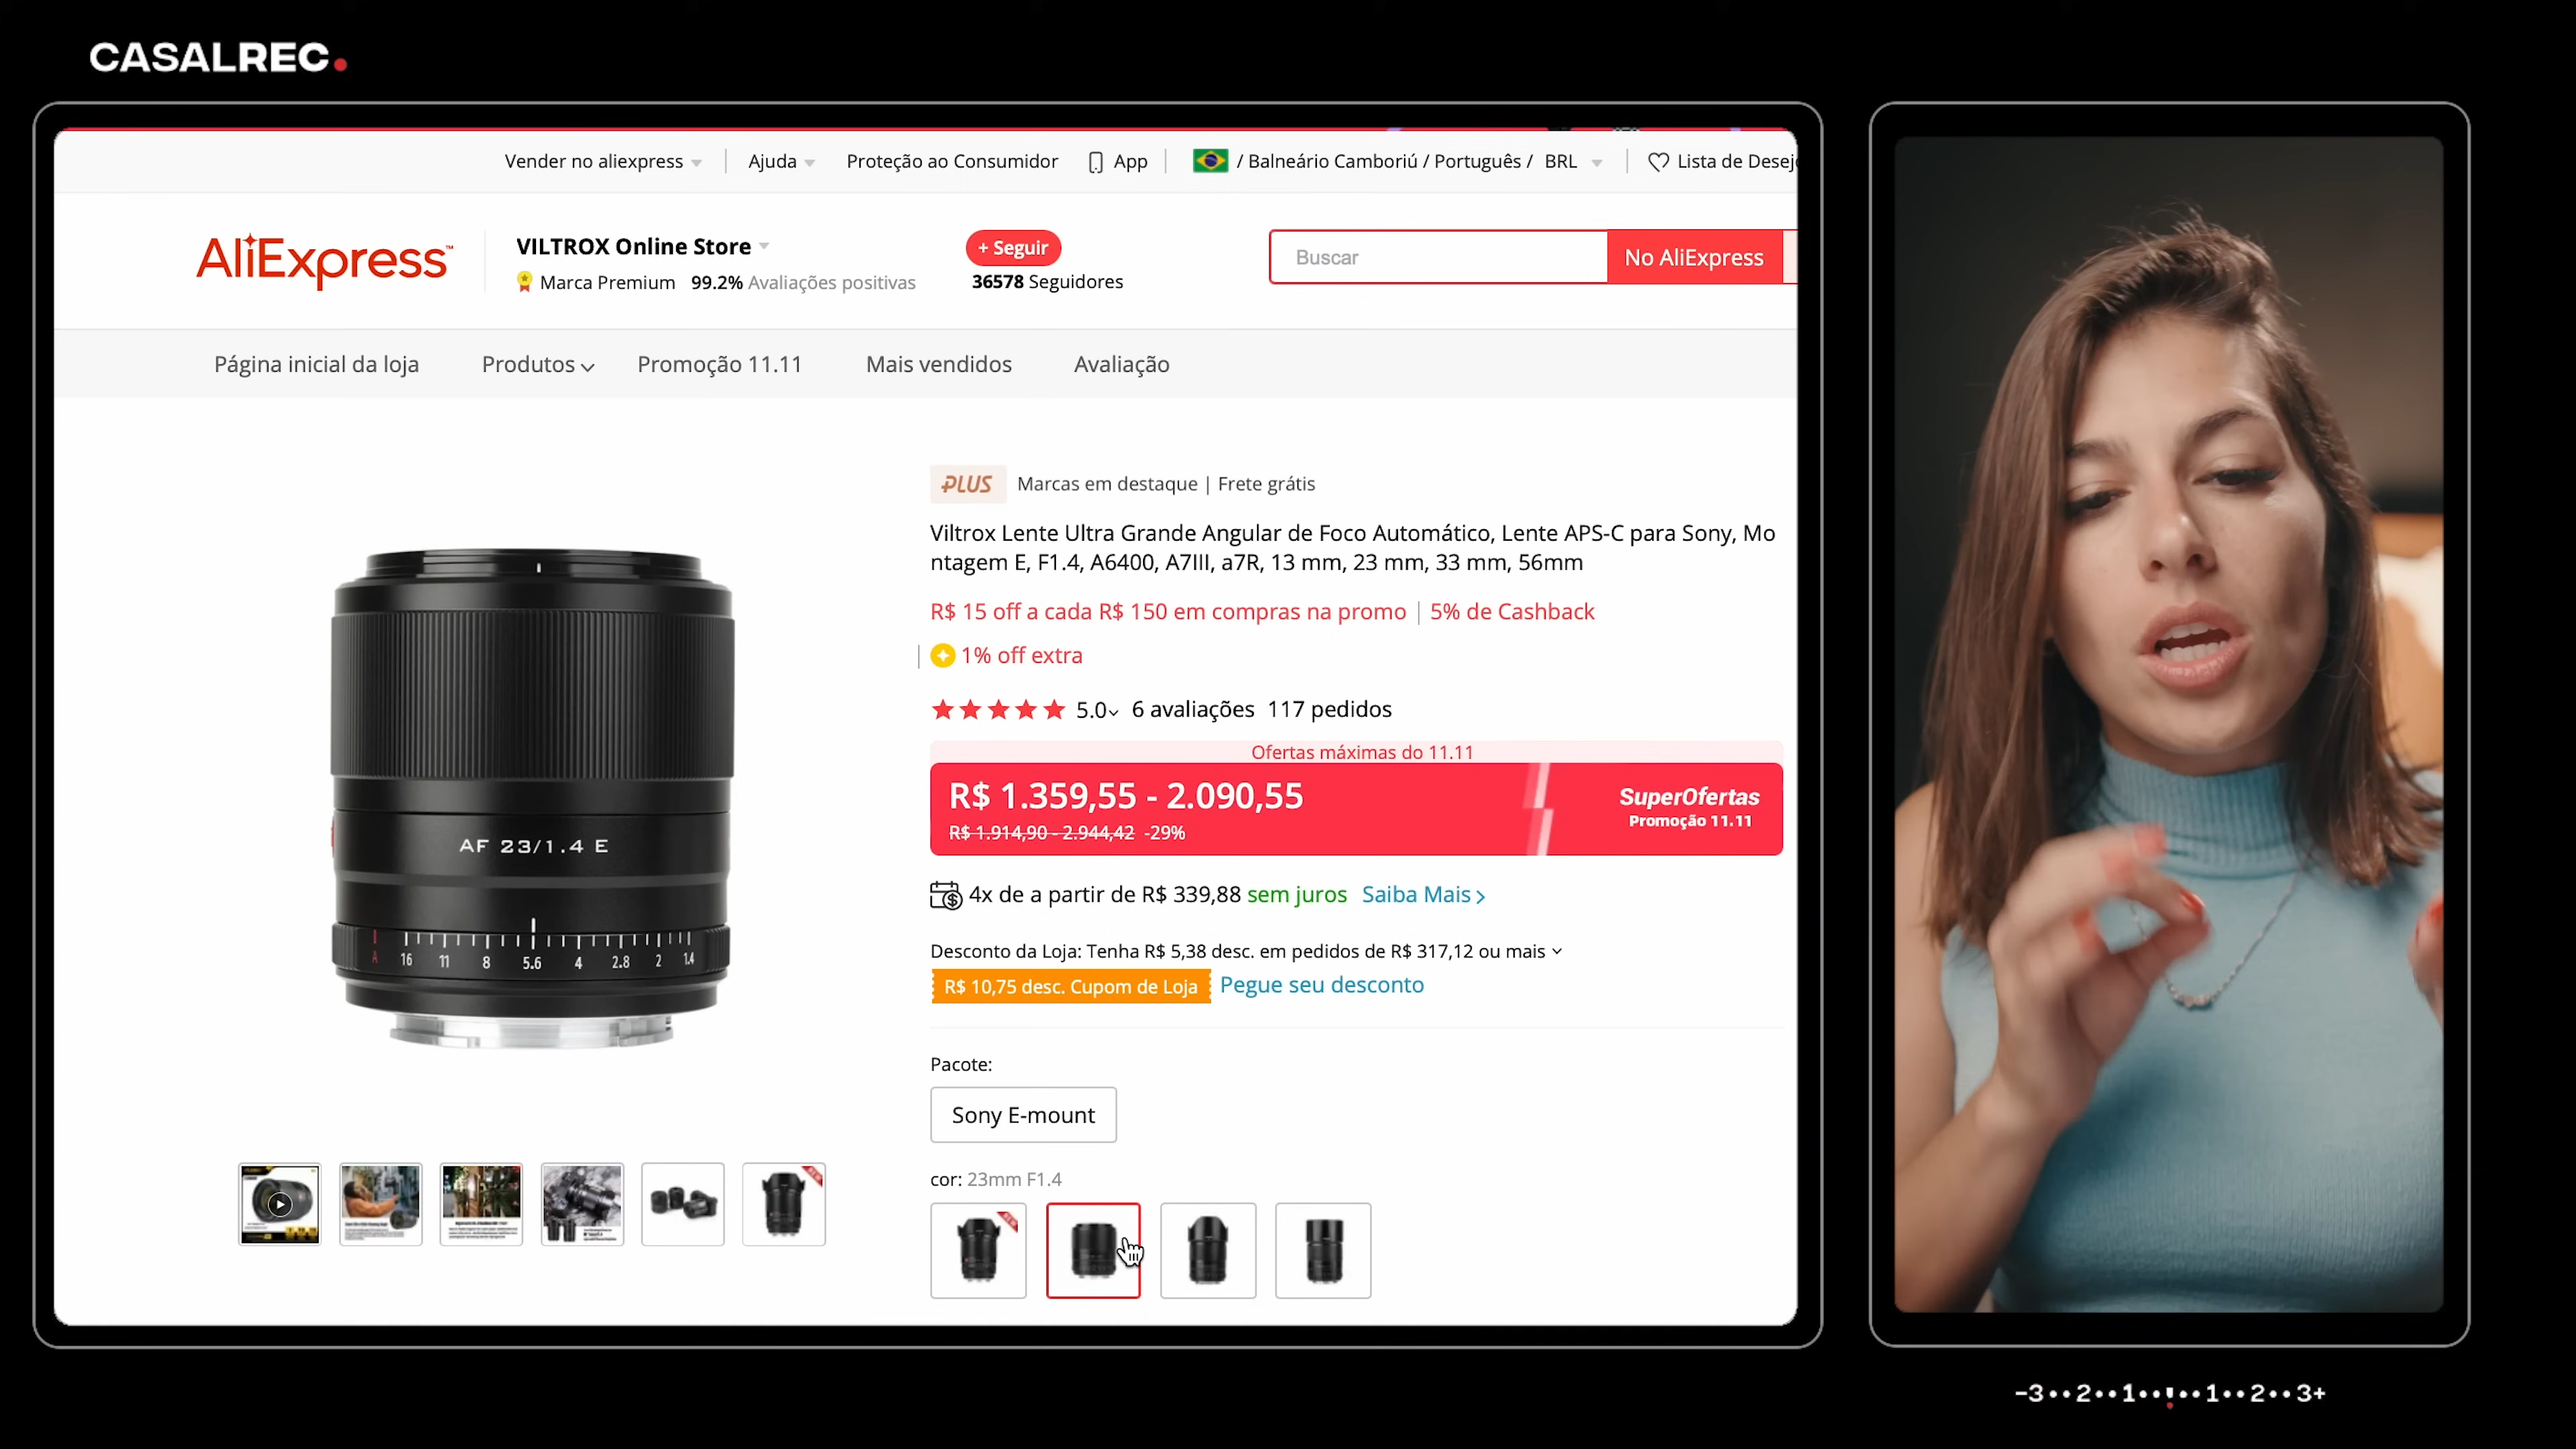 CASALREC.
Vender no aliexpress
Ajuda
Proteção ao Consumidor
App
/ Balneário Camboriú / Português / BRL
Lista de Desejo
AliExpress™
VILTROX Online Store
Marca Premium 99.2% Avaliações positivas
+ Seguir
36578 Seguidores
Buscar
No AliExpress
Página inicial da loja
Produtos
Promoção 11.11
Mais vendidos
Avaliação
PLUS
Marcas em destaque | Frete grátis
Viltrox Lente Ultra Grande Angular de Foco Automático, Lente APS-C para Sony, Mo
ntagem E, F1.4, A6400, A7III, a7R, 13 mm, 23 mm, 33 mm, 56mm
R$ 15 off a cada R$ 150 em compras na promo | 5% de Cashback
| 1% off extra
5.0 6 avaliações 117 pedidos
Ofertas máximas do 11.11
R$ 1.359,55 - 2.090,55
R$ 1.914,90 - 2.944,42 -29%
SuperOfertas
Promoção 11.11
4x de a partir de R$ 339,88 sem juros Saiba Mais
Desconto da Loja: Tenha R$ 5,38 desc. em pedidos de R$ 317,12 ou mais
R$ 10,75 desc. Cupom de Loja
Pegue seu desconto
Pacote:
Sony E-mount
cor: 23mm F1.4
AF 23/1.4 E
A 16 11 8 5.6 4 2.8 2 1.4
-3••2••1••!••1••2••3+